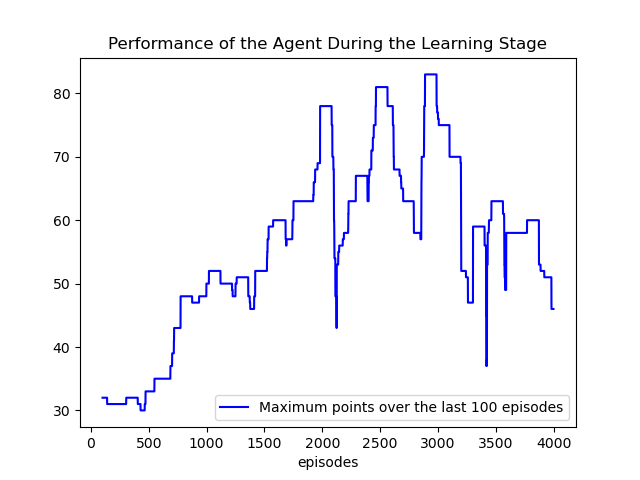 Performance of the Agent During the Learning Stage
80
70
60
50
40
30
Maximum points over the last 100 episodes
0 500 1000 1500 2000 2500 3000 3500 4000
episodes